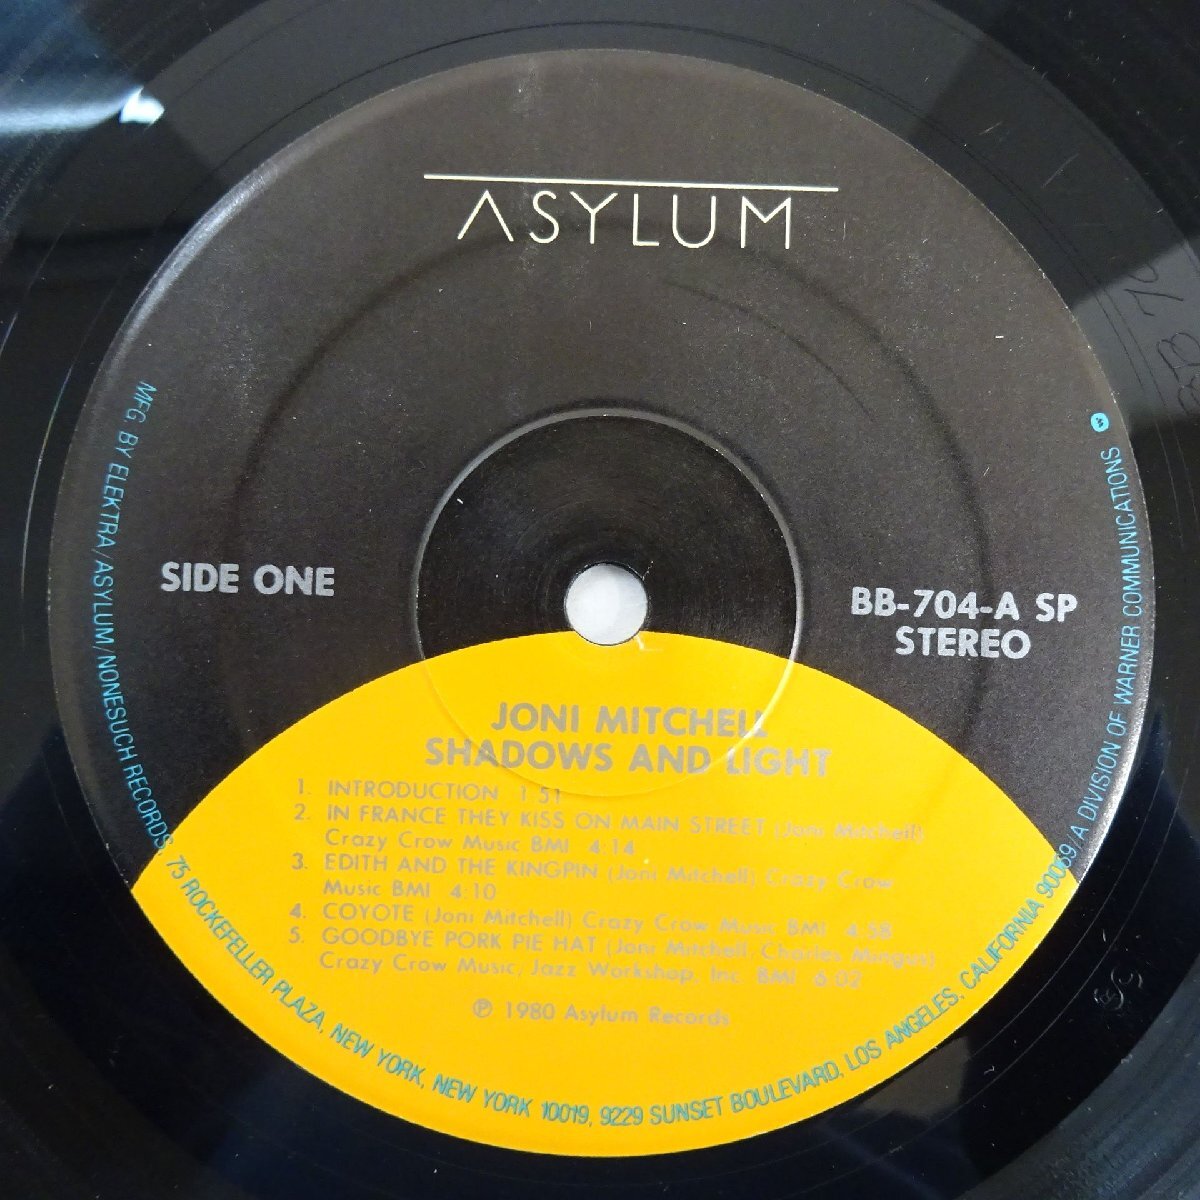 ASYLUM
SIDE ONE
BB-704-A SP
STEREO
JONI MITCHELL
SHADOWS AND LIGHT
1. INTRODUCTION 1:51
2. IN FRANCE THEY KISS ON MAIN STREET (Joni Mitchell)
Crazy Crow Music BMI 4:14
3. EDITH AND THE KINGPIN (Joni Mitchell) Crazy Crow
Music BMI 4:10
4. COYOTE (Joni Mitchell) Crazy Crow Music BMI 4:58
5. GOODBYE PORK PIE HAT (Joni Mitchell, Charles Mingus)
Crazy Crow Music, Jazz Workshop, Inc. BMI 6:02
℗ 1980 Asylum Records
MFG. BY ELEKTRA/ASYLUM/NONESUCH RECORDS, 75 ROCKEFELLER PLAZA, NEW YORK, NEW YORK 10019, 9229 SUNSET BOULEVARD, LOS ANGELES, CALIFORNIA 90069 A DIVISION OF WARNER COMMUNICATIONS